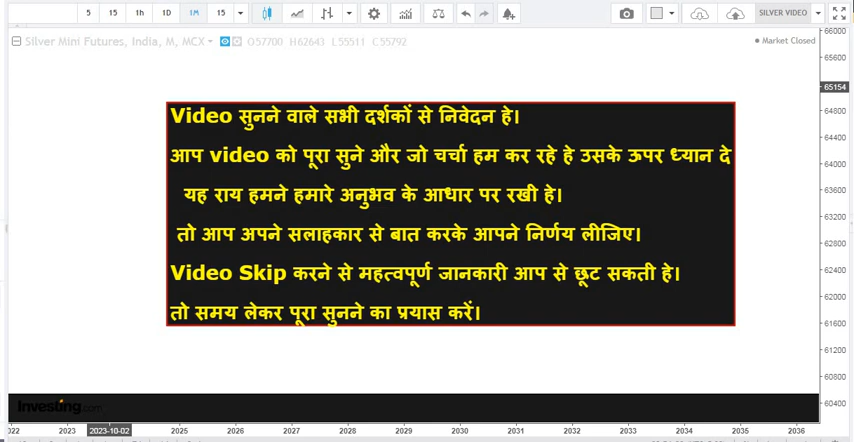 5 15 1h 1D 1M 15 SILVER VIDEO
Silver Mini Futures, India, M, MCX O57700 H62643 L55511 C55792
Market Closed
66000
65154
64800
64400
64000
63600
63200
62800
62400
62000
61600
61200
60800
60400
Video सुनने वाले सभी दर्शकों से निवेदन हे।
आप video को पूरा सुने और जो चर्चा हम कर रहे हे उसके ऊपर ध्यान दे
यह राय हमने हमारे अनुभव के आधार पर रखी हे।
तो आप अपने सलाहकार से बात करके आपने निर्णय लीजिए।
Video Skip करने से महत्वपूर्ण जानकारी आप से छूट सकती हे।
तो समय लेकर पूरा सुनने का प्रयास करें।
Investing.com
022 2023 2023-10-02 2025 2026 2027 2028 2029 2030 2031 2032 2033 2034 2035 2036